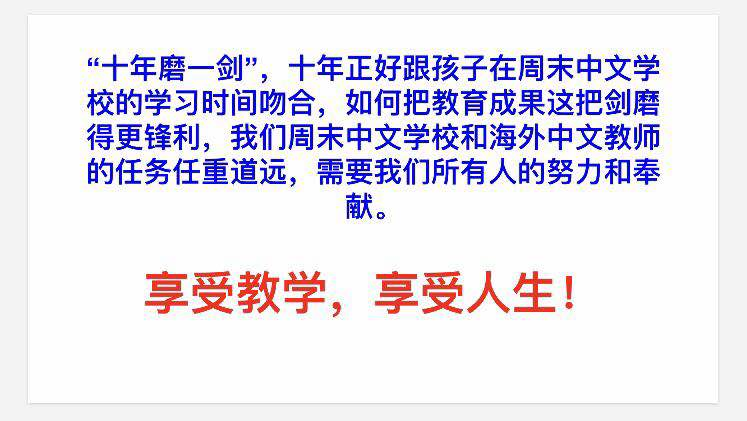 “十年磨一剑”，十年正好跟孩子在周末中文学
校的学习时间吻合，如何把教育成果这把剑磨
得更锋利，我们周末中文学校和海外中文教师
的任务任重道远，需要我们所有人的努力和奉
献。
享受教学，享受人生！